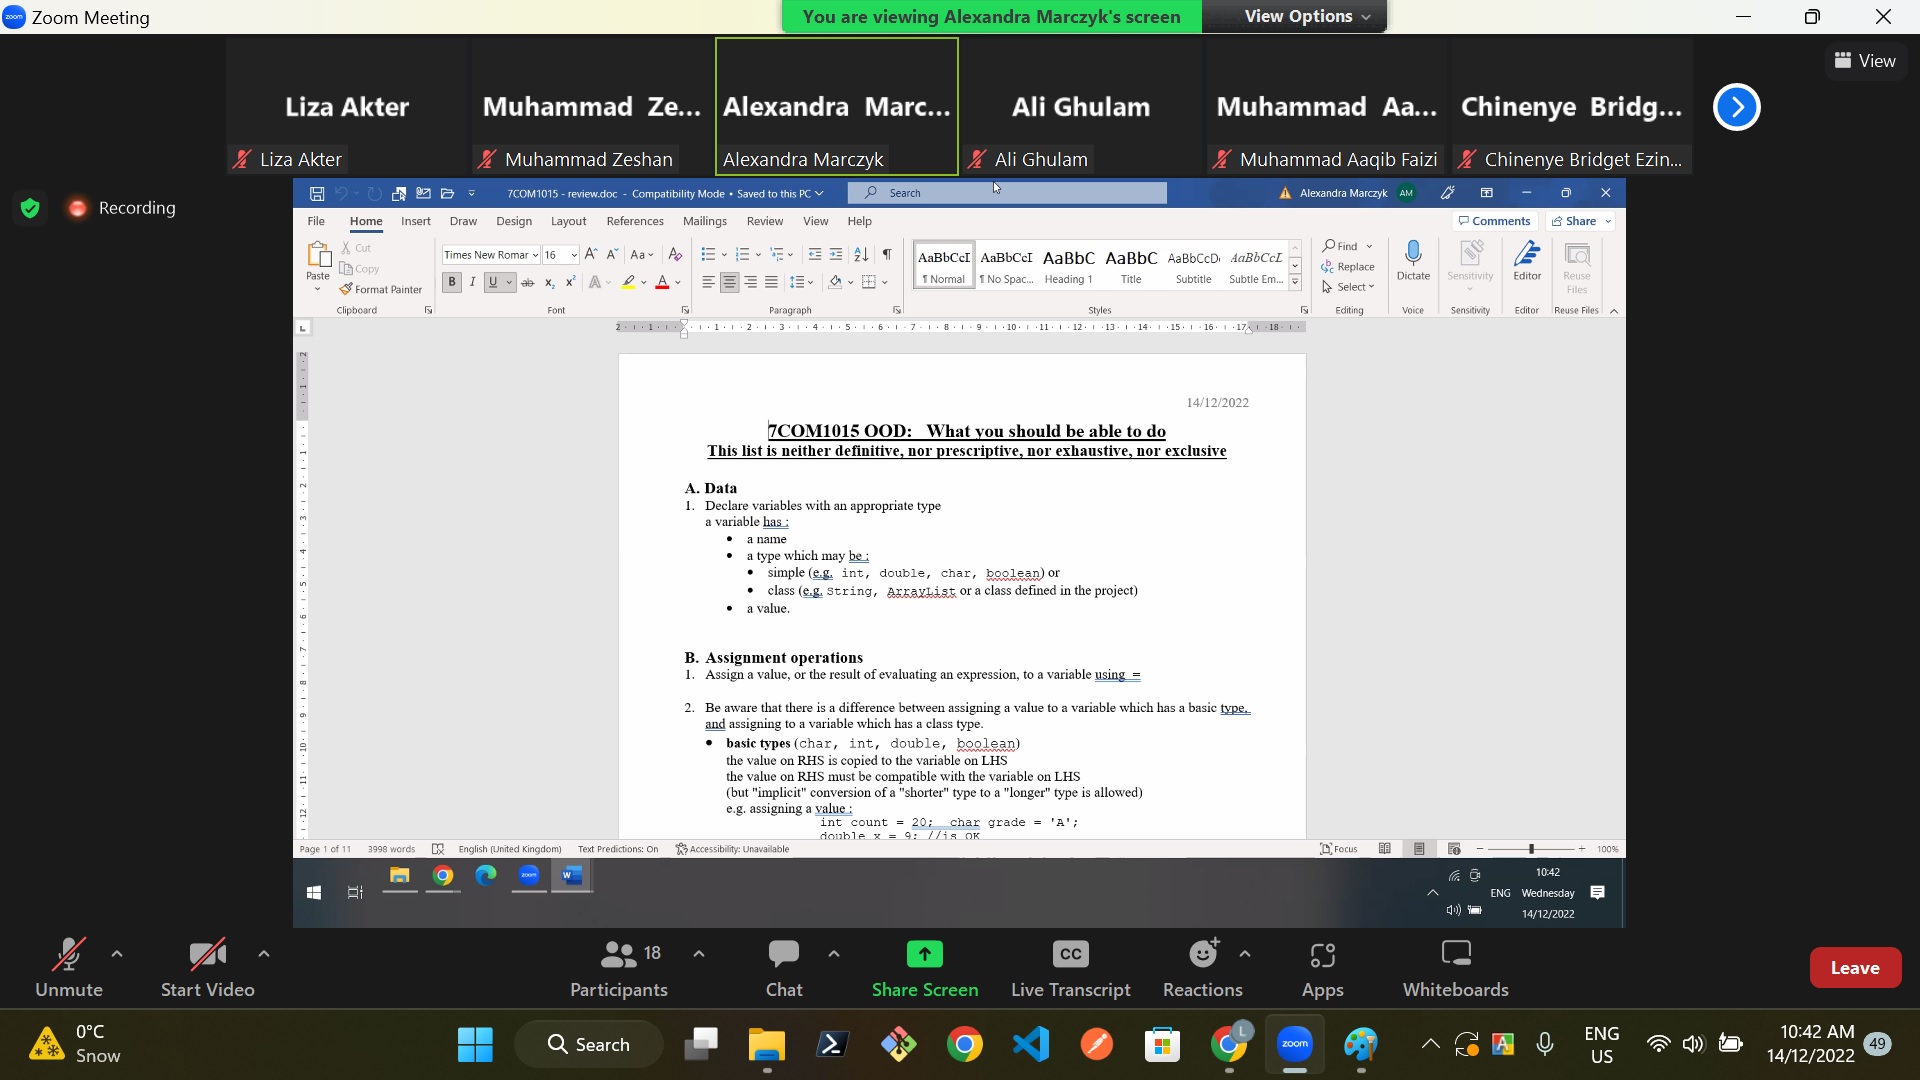 Zoom Meeting
You are viewing Alexandra Marczyk's screen
View Options
View
Liza Akter
Muhammad Ze...
Alexandra Marc...
Ali Ghulam
Muhammad Aa...
Chinenye Bridg...
Liza Akter
Muhammad Zeshan
Alexandra Marczyk
Ali Ghulam
Muhammad Aaqib Faizi
Chinenye Bridget Ezin...
Recording
7COM1015 - review.doc - Compatibility Mode • Saved to this PC
Search
Alexandra Marczyk
AM
File Home Insert Draw Design Layout References Mailings Review View Help
Comments
Share
Paste
Cut
Copy
Format Painter
Clipboard
Times New Romar
16
Font
Paragraph
AaBbCcI AaBbCcI AaBbC AaBbC AaBbCcD AaBbCcL
¶ Normal ¶ No Spac... Heading 1 Title Subtitle Subtle Em...
Styles
Find
Replace
Select
Editing
Dictate
Voice
Sensitivity
Sensitivity
Editor
Editor
Reuse Files
Reuse Files
14/12/2022
7COM1015 OOD: What you should be able to do
This list is neither definitive, nor prescriptive, nor exhaustive, nor exclusive
A. Data
1. Declare variables with an appropriate type
a variable has :
• a name
• a type which may be :
• simple (e.g. int, double, char, boolean) or
• class (e.g. String, ArrayList or a class defined in the project)
• a value.
B. Assignment operations
1. Assign a value, or the result of evaluating an expression, to a variable using =
2. Be aware that there is a difference between assigning a value to a variable which has a basic type,
and assigning to a variable which has a class type.
• basic types (char, int, double, boolean)
the value on RHS is copied to the variable on LHS
the value on RHS must be compatible with the variable on LHS
(but "implicit" conversion of a "shorter" type to a "longer" type is allowed)
e.g. assigning a value :
int count = 20; char grade = 'A';
double x = 9; //is OK
Page 1 of 11 3998 words English (United Kingdom) Text Predictions: On Accessibility: Unavailable
Focus
100%
ENG
10:42
Wednesday
14/12/2022
Unmute
Start Video
18
Participants
Chat
Share Screen
CC
Live Transcript
Reactions
Apps
Whiteboards
Leave
0°C
Snow
Search
L
zoom
ENG
US
10:42 AM
14/12/2022
49